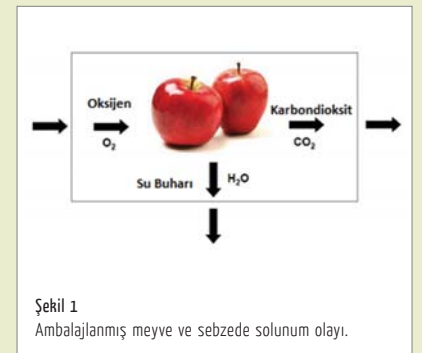 Oksijen
O₂
Karbondioksit
CO₂
Su Buharı
H₂O
Şekil 1
Ambalajlanmış meyve ve sebzede solunum olayı.